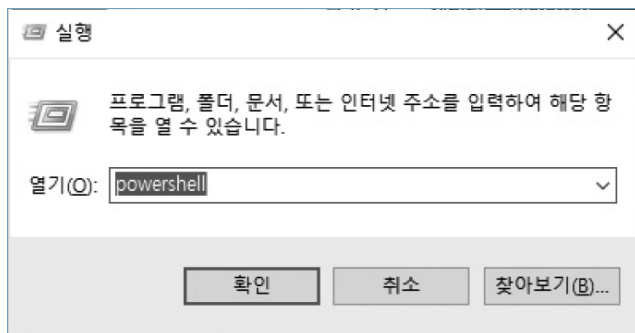 실행
프로그램, 폴더, 문서, 또는 인터넷 주소를 입력하여 해당 항
목을 열 수 있습니다.
열기(O): powershell
확인 취소 찾아보기(B)...